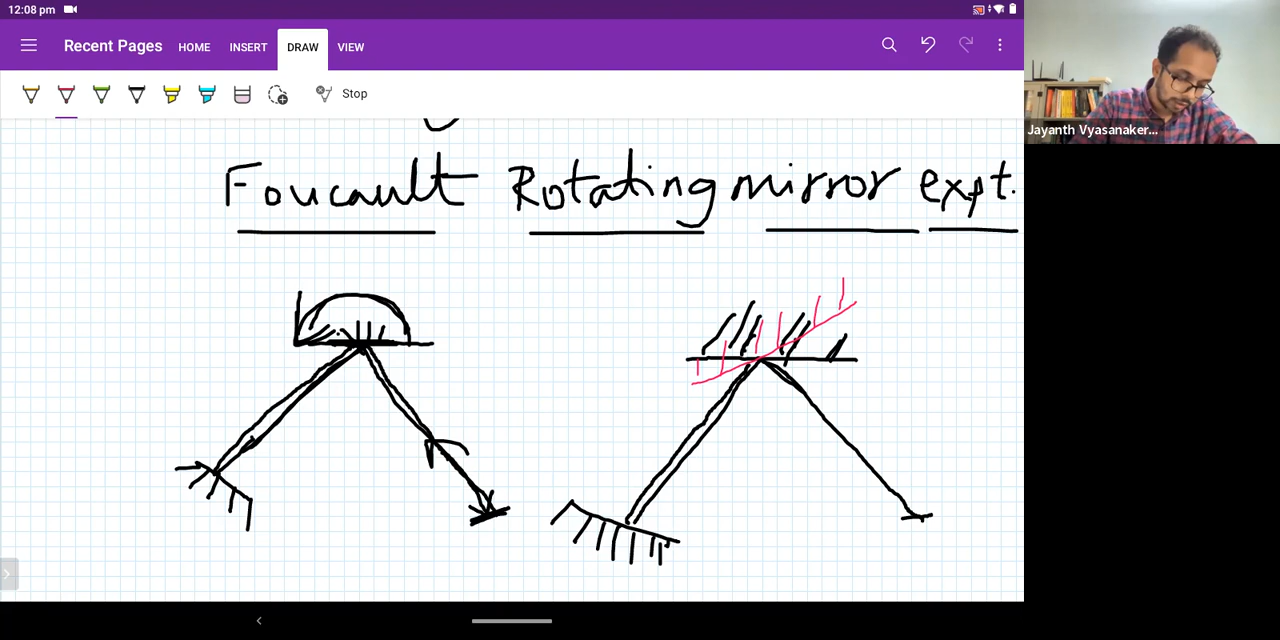 12:08 pm
Recent Pages HOME INSERT DRAW VIEW
Stop
Jayanth Vyasanaker...
Foucault Rotating mirror expt.